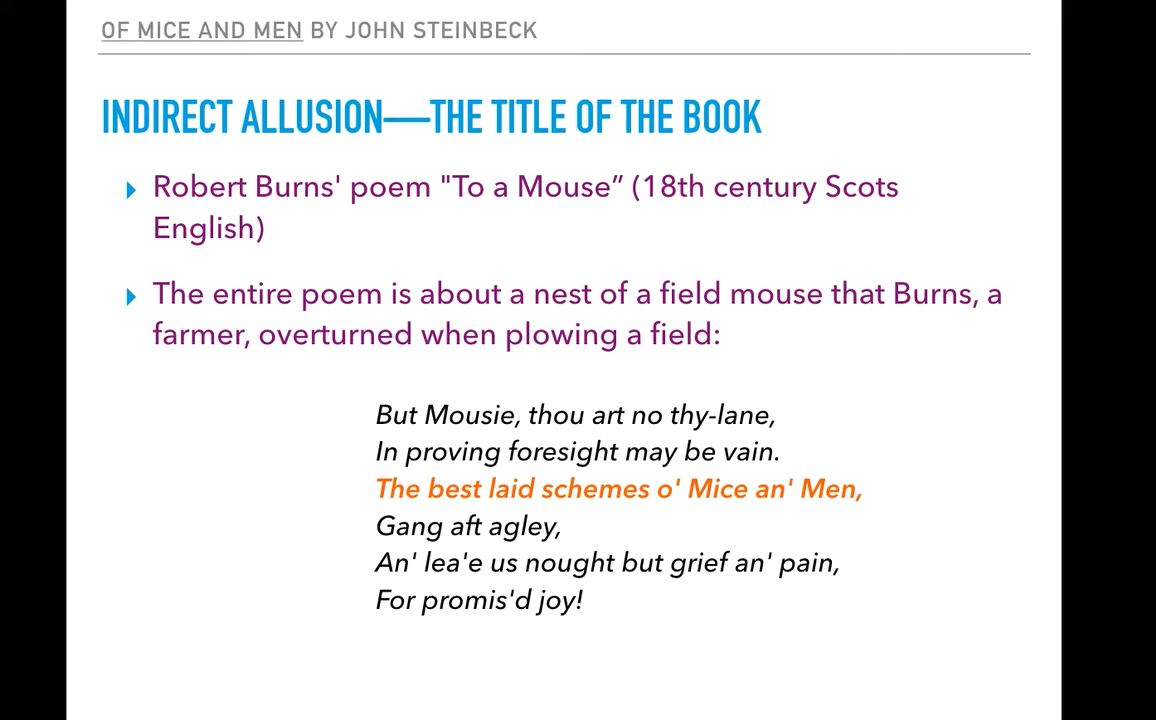 OF MICE AND MEN BY JOHN STEINBECK
INDIRECT ALLUSION—THE TITLE OF THE BOOK
Robert Burns' poem "To a Mouse” (18th century Scots
English)
The entire poem is about a nest of a field mouse that Burns, a
farmer, overturned when plowing a field:
But Mousie, thou art no thy-lane,
In proving foresight may be vain.
The best laid schemes o' Mice an' Men,
Gang aft agley,
An' lea'e us nought but grief an' pain,
For promis'd joy!